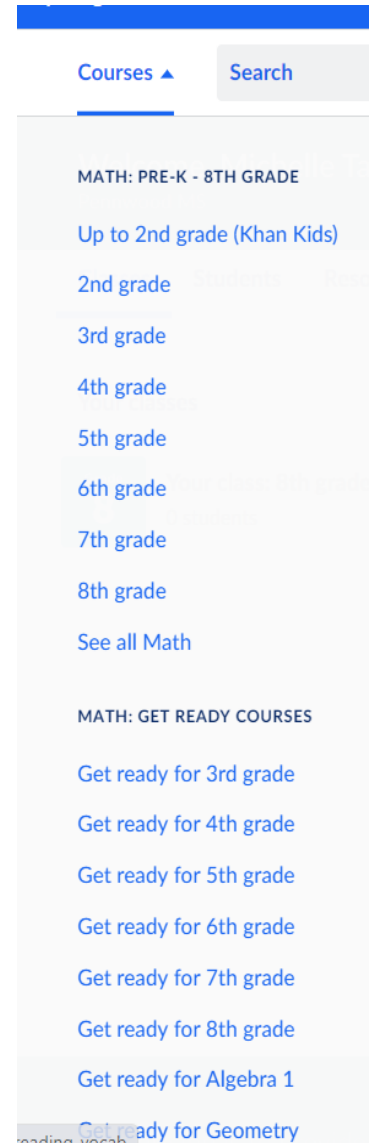 Courses ▲ Search
MATH: PRE-K - 8TH GRADE
Up to 2nd grade (Khan Kids)
2nd grade
Students
3rd grade
4th grade
5th grade
6th grade
7th grade
8th grade
See all Math
MATH: GET READY COURSES
Get ready for 3rd grade
Get ready for 4th grade
Get ready for 5th grade
Get ready for 6th grade
Get ready for 7th grade
Get ready for 8th grade
Get ready for Algebra 1
Get ready for Geometry